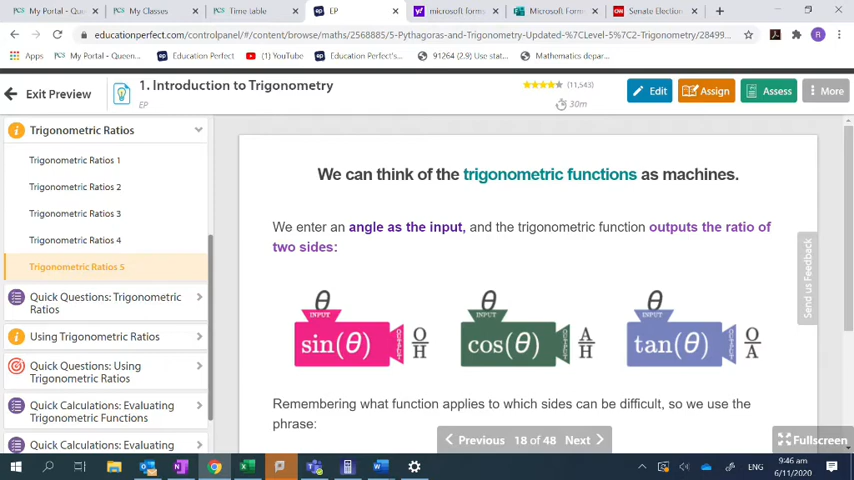 My Portal - Queen
My Classes
Time table
EP
microsoft forms
Microsoft Form
Senate Election
educationperfect.com/controlpanel/#/content/browse/maths/2568885/5-Pythagoras-and-Trigonometry-Updated-%7CLevel-5%7C2-Trigonometry/28499...
Apps
My Portal - Queen...
Education Perfect
(1) YouTube
Education Perfect's...
91264 (2.9) Use stat...
Mathematics depar...
Exit Preview
1. Introduction to Trigonometry
EP
(11,543)
30m
Edit
Assign
Assess
More
Trigonometric Ratios
Trigonometric Ratios 1
Trigonometric Ratios 2
Trigonometric Ratios 3
Trigonometric Ratios 4
Trigonometric Ratios 5
Quick Questions: Trigonometric
Ratios
Using Trigonometric Ratios
Quick Questions: Using
Trigonometric Ratios
Quick Calculations: Evaluating
Trigonometric Functions
Quick Calculations: Evaluating
We can think of the trigonometric functions as machines.
We enter an angle as the input, and the trigonometric function outputs the ratio of
two sides:
θ
INPUT
sin(θ)
OUTPUT
O
H
θ
INPUT
cos(θ)
OUTPUT
A
H
θ
INPUT
tan(θ)
OUTPUT
O
A
Remembering what function applies to which sides can be difficult, so we use the
phrase:
Previous
18 of 48
Next
Fullscreen
Send us Feedback
ENG
9:46 am
6/11/2020